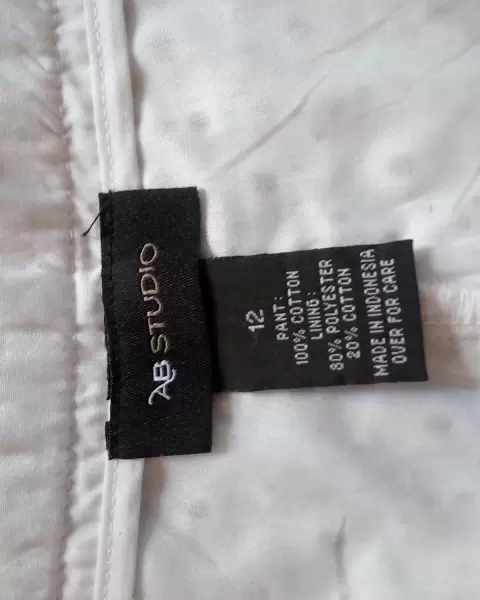 AB STUDIO
12
PANT:
100% COTTON
LINING:
80% POLYESTER
20% COTTON
MADE IN INDONESIA
OVER FOR CARE